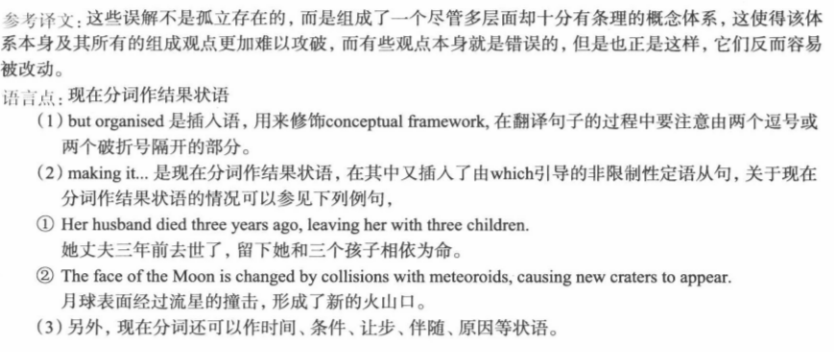 参考译文：这些误解不是孤立存在的，而是组成了一个尽管多层面却十分有条理的概念体系，这使得该体
系本身及其所有的组成观点更加难以攻破，而有些观点本身就是错误的，但是也正是这样，它们反而容易
被改动。
语言点：现在分词作结果状语
（1）but organised 是插入语，用来修饰conceptual framework, 在翻译句子的过程中要注意由两个逗号或
两个破折号隔开的部分。
（2）making it... 是现在分词作结果状语，在其中又插入了由which引导的非限制性定语从句，关于现在
分词作结果状语的情况可以参见下列例句，
① Her husband died three years ago, leaving her with three children.
她丈夫三年前去世了，留下她和三个孩子相依为命。
② The face of the Moon is changed by collisions with meteoroids, causing new craters to appear.
月球表面经过流星的撞击，形成了新的火山口。
（3）另外，现在分词还可以作时间、条件、让步、伴随、原因等状语。